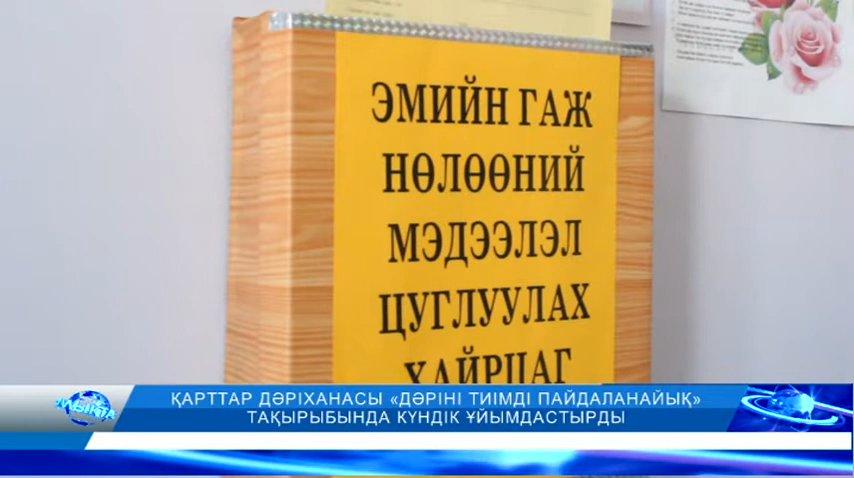 ЭМИЙН ГАЖ
НӨЛӨӨНИЙ
МЭДЭЭЛЭЛ
ЦУГЛУУЛАХ
ХАЙРЦАГ
ҚАРТТАР ДӘРІХАНАСЫ «ДӘРІНІ ТИІМДІ ПАЙДАЛАНАЙЫҚ»
ТАҚЫРЫБЫНДА КҮНДІК ҰЙЫМДАСТЫРДЫ